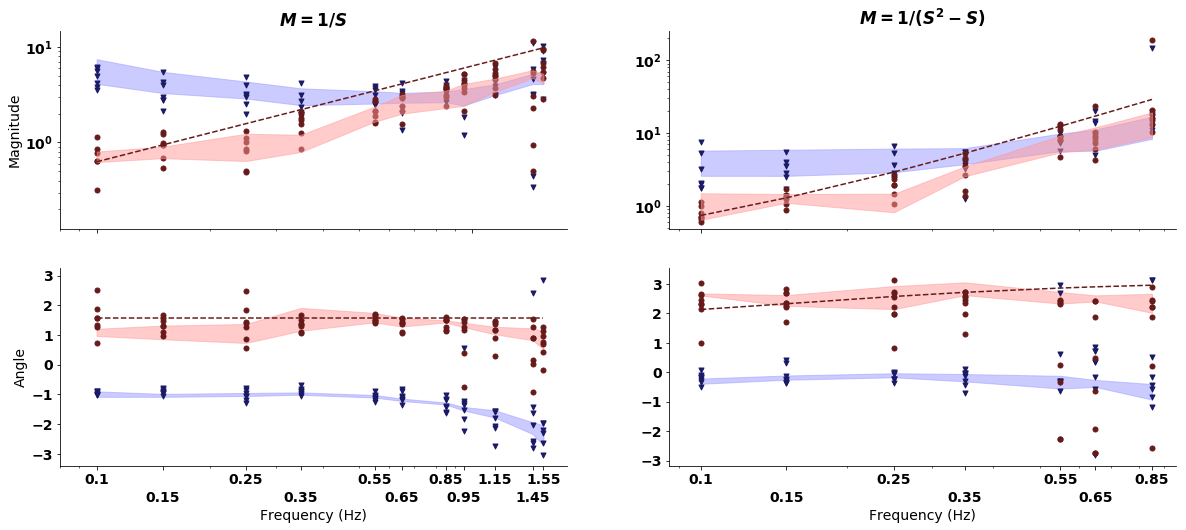 M = 1/S
M = 1/(S² − S)
Magnitude
10¹
10⁰
10²
10¹
10⁰
Angle
3
2
1
0
−1
−2
−3
3
2
1
0
−1
−2
−3
0.1 0.25 0.35 0.55 0.85 1.15 1.55
0.15 0.35 0.65 0.95 1.45
0.1 0.25 0.55 0.85
0.15 0.35 0.65
Frequency (Hz)
Frequency (Hz)